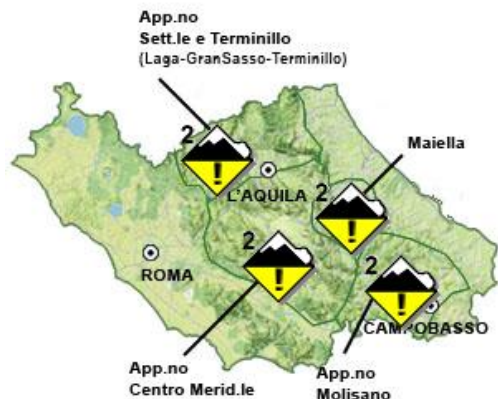 App.no
Sett.le e Terminillo
(Laga-GranSasso-Terminillo)
2
!
L'AQUILA
Maiella
2
!
ROMA
2
!
2
!
CAMPOBASSO
App.no
Centro Merid.le
App.no
Molisano